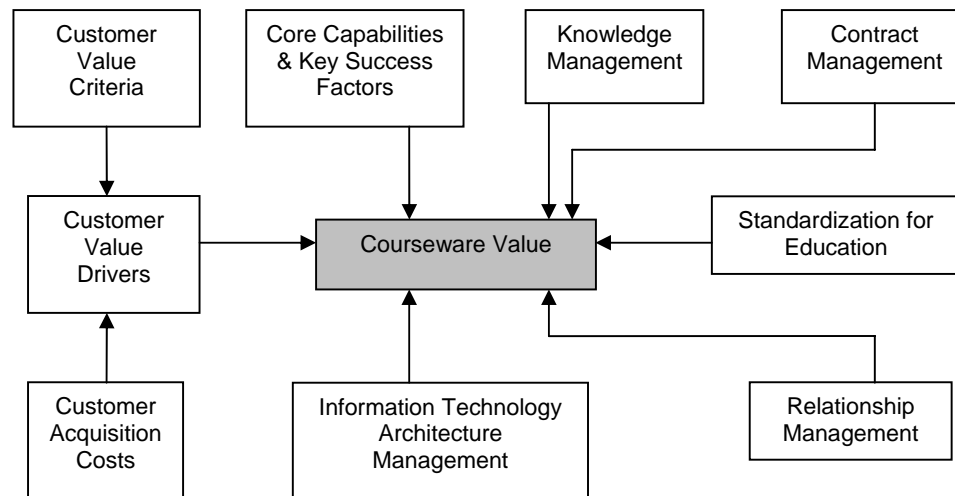 Customer
Value
Criteria
Core Capabilities
& Key Success
Factors
Knowledge
Management
Contract
Management
Customer
Value
Drivers
Courseware Value
Standardization for
Education
Customer
Acquisition
Costs
Information Technology
Architecture
Management
Relationship
Management